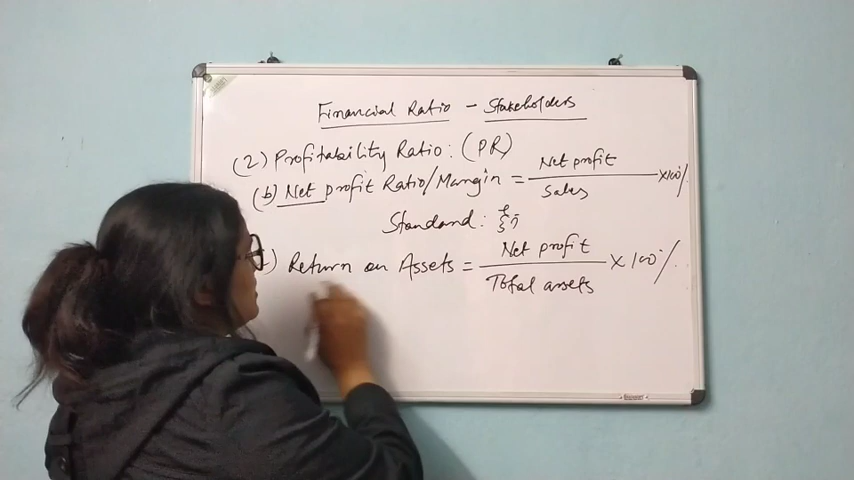 Financial Ratio - Stakeholders
(2) Profitability Ratio: (PR)
(b) Net profit Ratio/Margin = Net profit / Sales × 100%
Standard:
) Return on Assets = Net profit / Total assets × 100%.